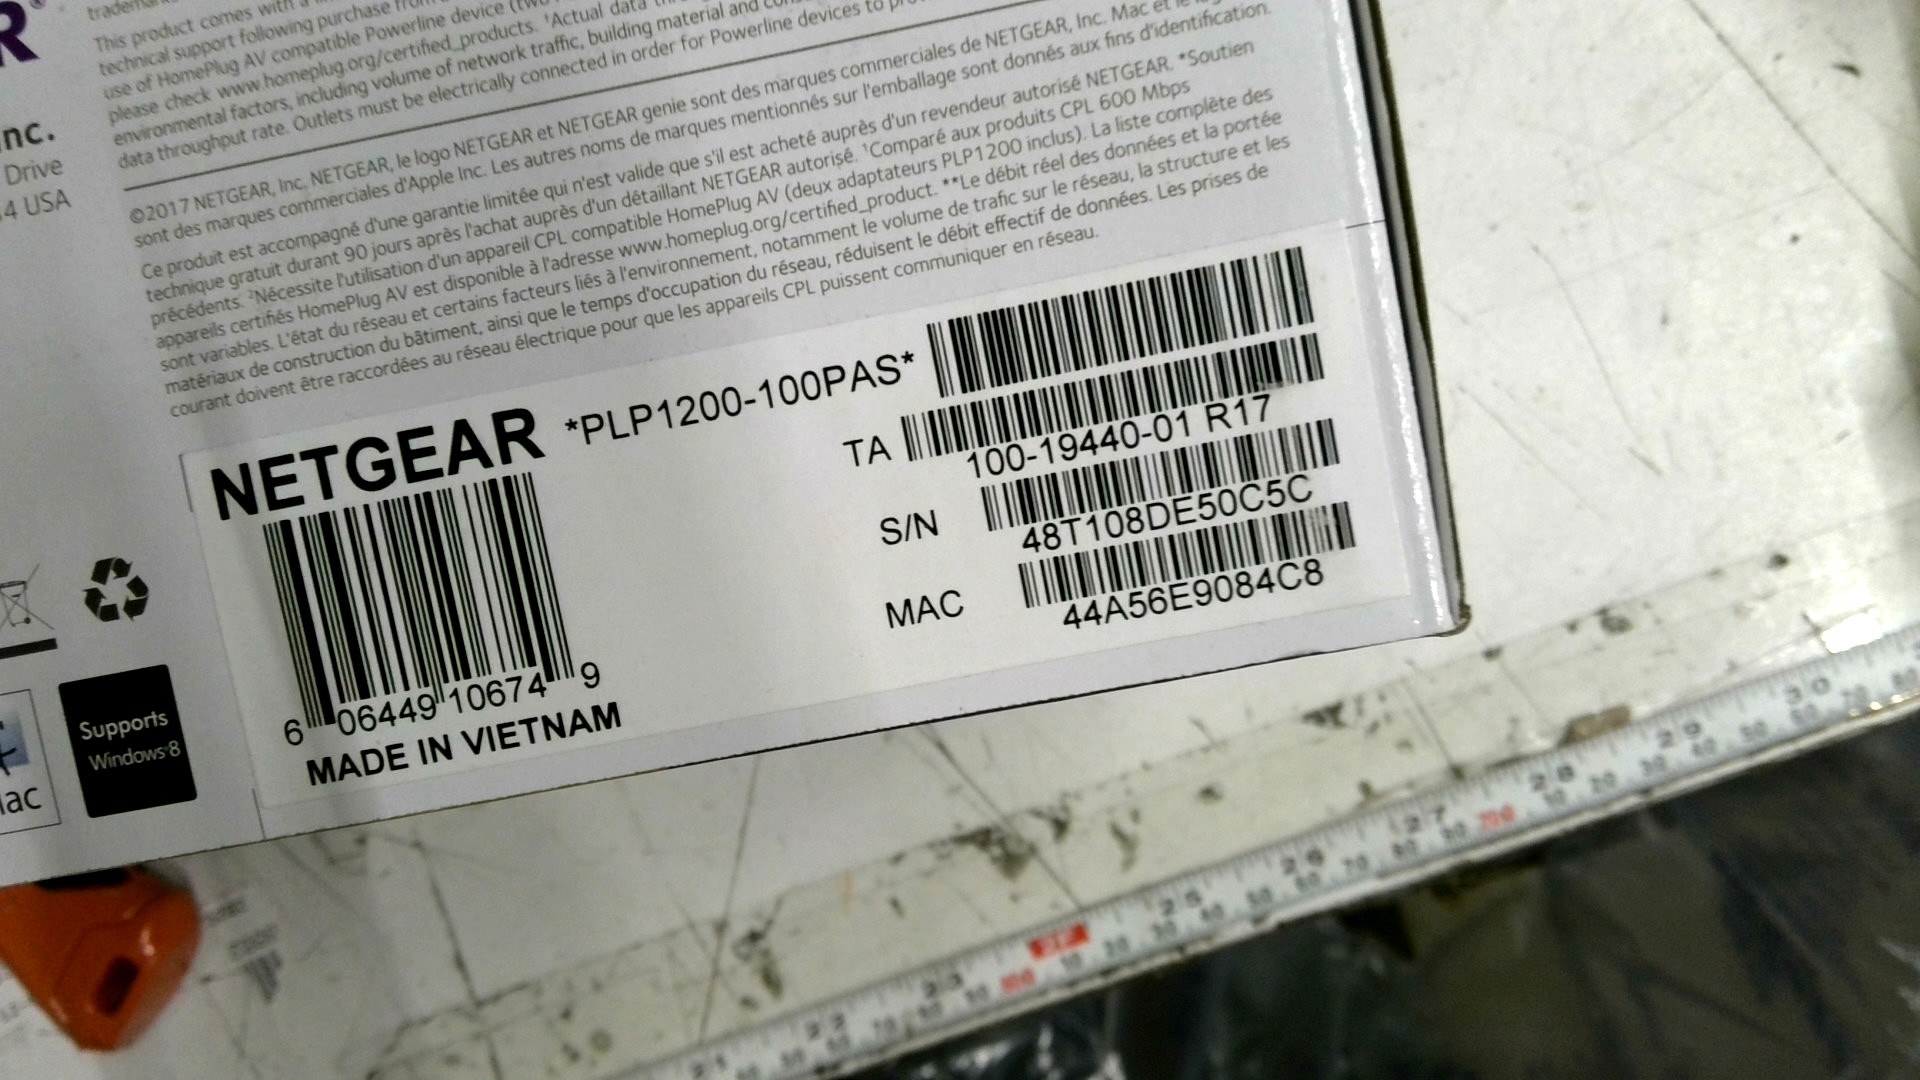 This product comes with a
technical support following purchase from
use of HomePlug AV compatible Powerline device (two
please check www.homeplug.org/certified_products. ¹Actual data
environmental factors, including volume of network traffic, building material and
data throughput rate. Outlets must be electrically connected in order for Powerline devices to
©2017 NETGEAR, Inc. NETGEAR, le logo NETGEAR et NETGEAR genie sont des marques commerciales de NETGEAR, Inc. Mac et le
sont des marques commerciales d'Apple Inc. Les autres noms de marques mentionnés sur l'emballage sont donnés aux fins d'identification.
Ce produit est accompagné d'une garantie limitée qui n'est valide que s'il est acheté auprès d'un revendeur autorisé NETGEAR. *Soutien
technique gratuit durant 90 jours après l'achat auprès d'un détaillant NETGEAR autorisé. ¹Comparé aux produits CPL 600 Mbps
précédents. ²Nécessite l'utilisation d'un appareil CPL compatible HomePlug AV (deux adaptateurs PLP1200 inclus). La liste complète des
appareils certifiés HomePlug AV est disponible à l'adresse www.homeplug.org/certified_product. **Le débit réel des données et la portée
sont variables. L'état du réseau et certains facteurs liés à l'environnement, notamment le volume de trafic sur le réseau, la structure et les
matériaux de construction du bâtiment, ainsi que le temps d'occupation du réseau, réduisent le débit effectif de données. Les prises de
courant doivent être raccordées au réseau électrique pour que les appareils CPL puissent communiquer en réseau.
R®
nc.
Drive
4 USA
NETGEAR *PLP1200-100PAS*
TA
100-19440-01 R17
S/N
48T108DE50C5C
MAC
44A56E9084C8
6 06449 10674 9
MADE IN VIETNAM
Supports
Windows 8
ac
21 22 23 2F 25 26 27 28 29 30